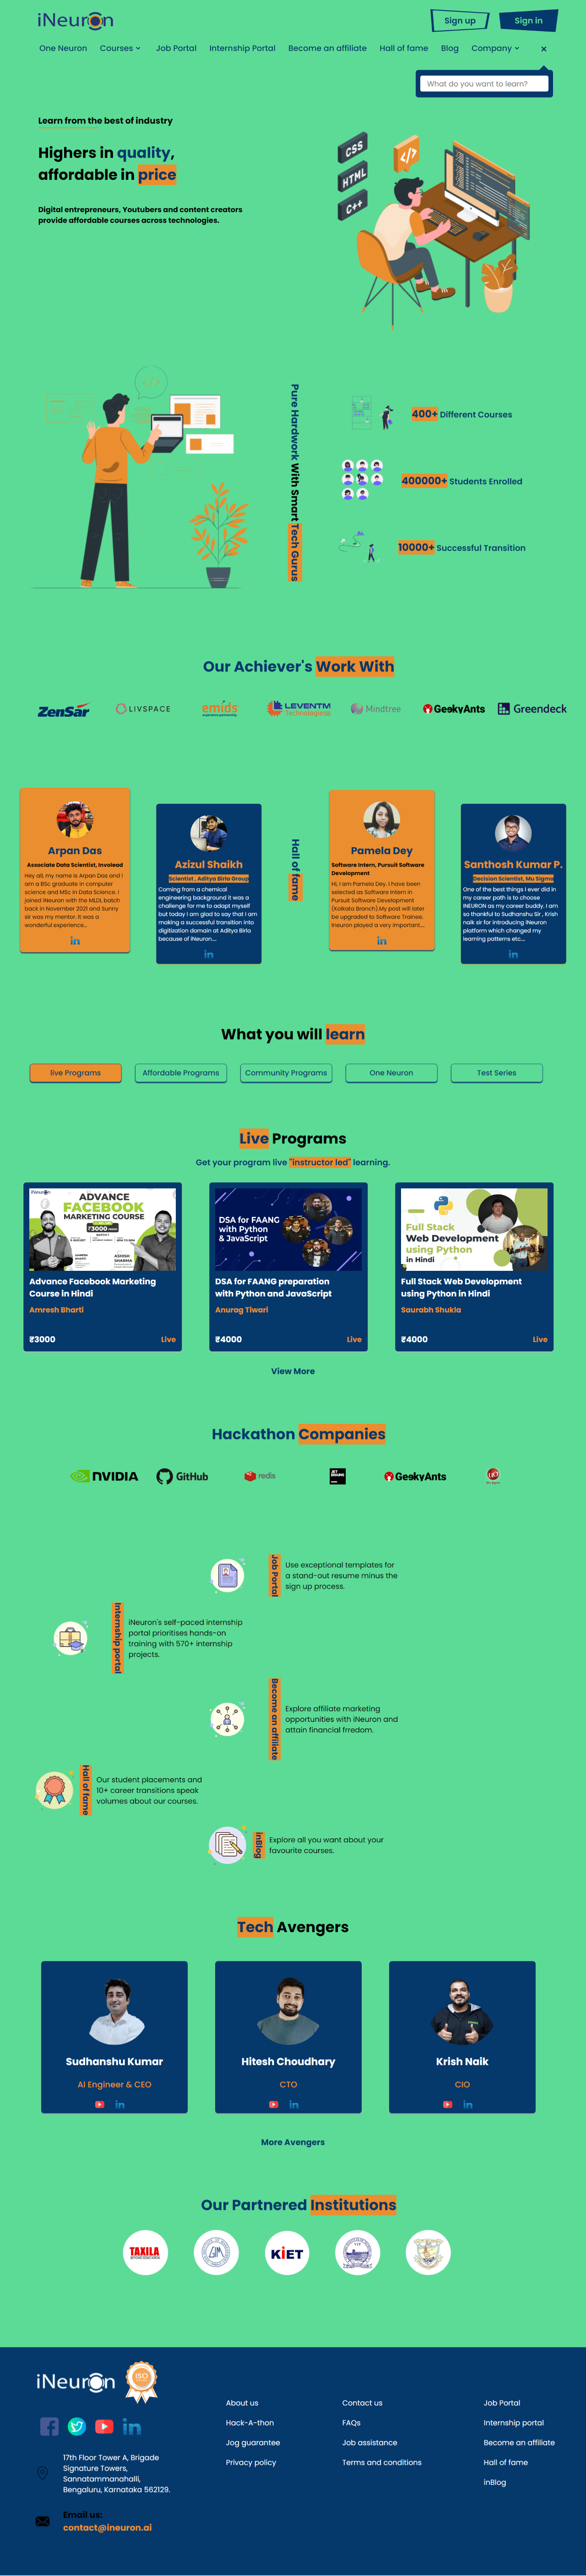 iNeuron
Sign up
Sign in
One Neuron
Courses
Job Portal
Internship Portal
Become an affiliate
Hall of fame
Blog
Company
What do you want to learn?
Learn from the best of industry
Highers in quality,
affordable in price
Digital entrepreneurs, Youtubers and content creators
provide affordable courses across technologies.
CSS
HTML
C++
</>
</>
Pure Hardwork With Smart Tech Gurus
400+ Different Courses
400000+ Students Enrolled
10000+ Successful Transition
Our Achiever's Work With
ZenSar
LIVSPACE
emids
LEVENTM
Technologies
Mindtree
GeekyAnts
Greendeck
Arpan Das
Associate Data Scientist, Involead
Hey all, my name is Arpan Das and I
am a BSc graduate in computer
science and MSc in Data Science. I
joined iNeuron with the MLDL batch
back in November 2021 and Sunny
sir was my mentor. It was a
wonderful experience...
Azizul Shaikh
Scientist , Aditya Birla Group
Coming from a chemical
engineering background it was a
challenge for me to adapt myself
but today I am glad to say that I am
making a successful transition into
digitization domain at Aditya Birla
because of iNeuron....
Hall of fame
Pamela Dey
Software Intern, Pursuit Software
Development
Hi, I am Pamela Dey. I have been
selected as Software Intern in
Pursuit Software Development
(Kolkata Branch).My post will later
be upgraded to Software Trainee.
Ineuron played a very important...
Santhosh Kumar P.
Decision Scientist, Mu Sigma
One of the best things I ever did in
my career path is to choose
INEURON as my career buddy. I am
so thankful to Sudhanshu Sir , Krish
naik sir for introducing iNeuron
platform which changed my
learning patterns etc...
What you will learn
live Programs
Affordable Programs
Community Programs
One Neuron
Test Series
Live Programs
Get your program live "instructor led" learning.
iNeuron
ADVANCE
FACEBOOK
MARKETING COURSE
₹3000
Advance Facebook Marketing
Course in Hindi
Amresh Bharti
₹3000
Live
DSA for FAANG
with Python
& JavaScript
DSA for FAANG preparation
with Python and JavaScript
Anurag Tiwari
₹4000
Live
Full Stack
Web Development
using Python
in Hindi
Full Stack Web Development
using Python in Hindi
Saurabh Shukla
₹4000
Live
View More
Hackathon Companies
NVIDIA
GitHub
redis
JET
BRAINS
GeekyAnts
Job Portal
Use exceptional templates for
a stand-out resume minus the
sign up process.
Internship portal
iNeuron's self-paced internship
portal prioritises hands-on
training with 570+ internship
projects.
Become an affiliate
Explore affiliate marketing
opportunities with iNeuron and
attain financial frredom.
Hall of fame
Our student placements and
10+ career transitions speak
volumes about our courses.
inBlog
Explore all you want about your
favourite courses.
Tech Avengers
Sudhanshu Kumar
AI Engineer & CEO
Hitesh Choudhary
CTO
Krish Naik
CIO
More Avengers
Our Partnered Institutions
TAXILA
KIET
iNeuron
ISO
About us
Hack-A-thon
Jog guarantee
Privacy policy
Contact us
FAQs
Job assistance
Terms and conditions
Job Portal
Internship portal
Become an affiliate
Hall of fame
inBlog
17th Floor Tower A, Brigade
Signature Towers,
Sannatammanahalli,
Bengaluru, Karnataka 562129.
Email us:
contact@ineuron.ai